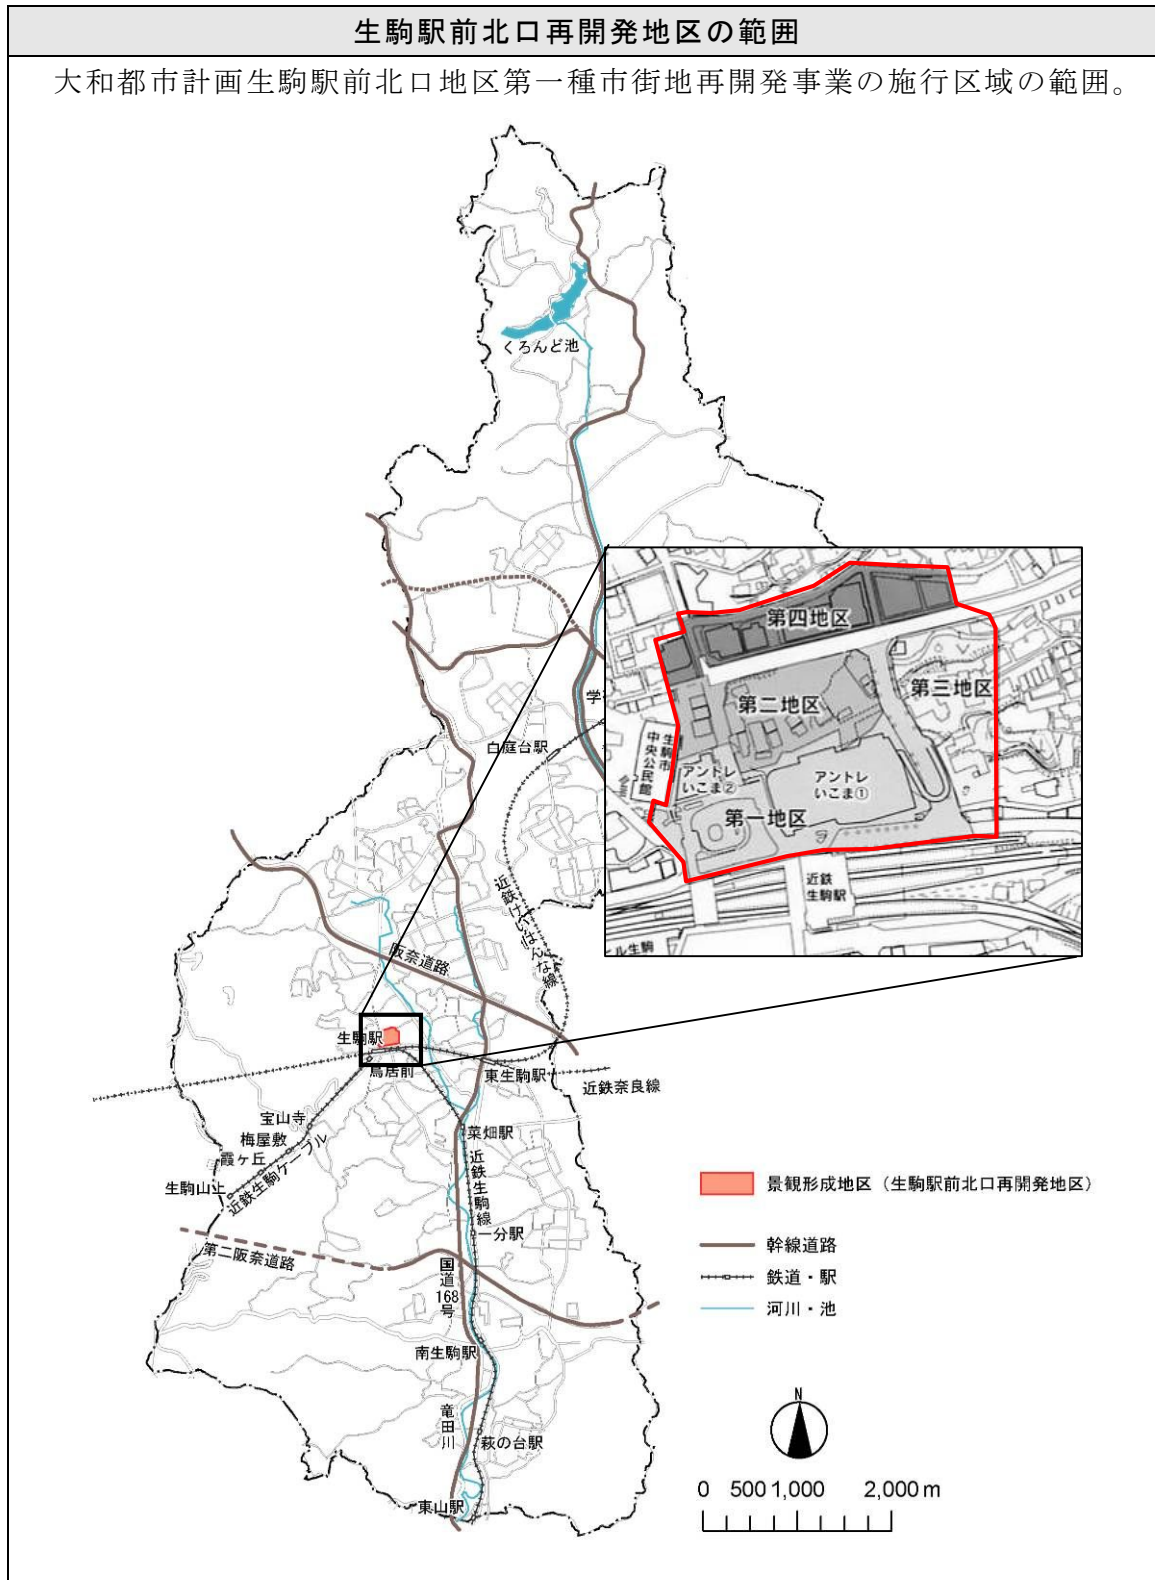 生駒駅前北口再開発地区の範囲
大和都市計画生駒駅前北口地区第一種市街地再開発事業の施行区域の範囲。
くろんど池
第四地区
第三地区
第二地区
学
白庭台駅
生駒市
中央公民館
アントレ
いこま②
アントレ
いこま①
第一地区
近鉄
生駒駅
ル生駒
近鉄けいはんな線
阪奈道路
生駒駅
鳥居前
東生駒駅
近鉄奈良線
宝山寺
梅屋敷
霞ヶ丘
生駒山上
近鉄生駒ケーブル
菜畑駅
近鉄生駒線
一分駅
第二阪奈道路
国道
168
号
南生駒駅
竜田川
萩の台駅
東山駅
景観形成地区（生駒駅前北口再開発地区）
幹線道路
鉄道・駅
河川・池
N
0 500 1,000 2,000 m